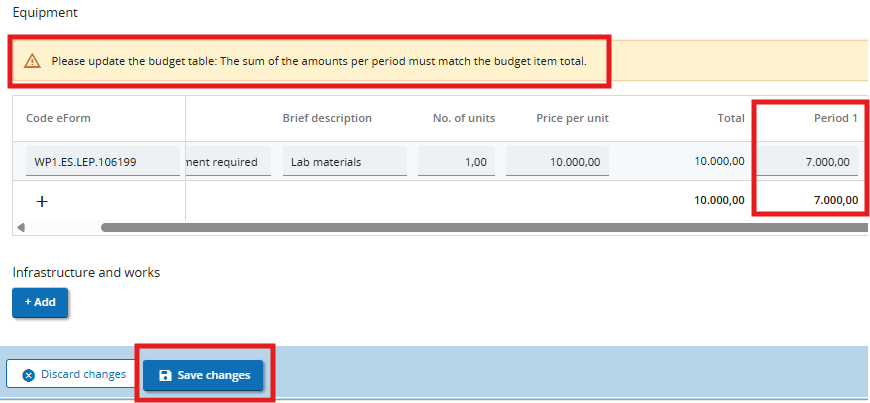 Equipment
Please update the budget table: The sum of the amounts per period must match the budget item total.
Code eForm Brief description No. of units Price per unit Total Period 1
WP1.ES.LEP.106199 ment required Lab materials 1,00 10.000,00 10.000,00 7.000,00
+ 10.000,00 7.000,00
Infrastructure and works
+ Add
Discard changes Save changes